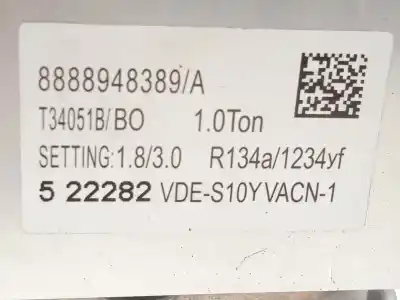 8888948389/A
T34051B/BO 1.0Ton
SETTING:1.8/3.0 R134a/1234yf
5 22282 VDE-S10YVACN-1